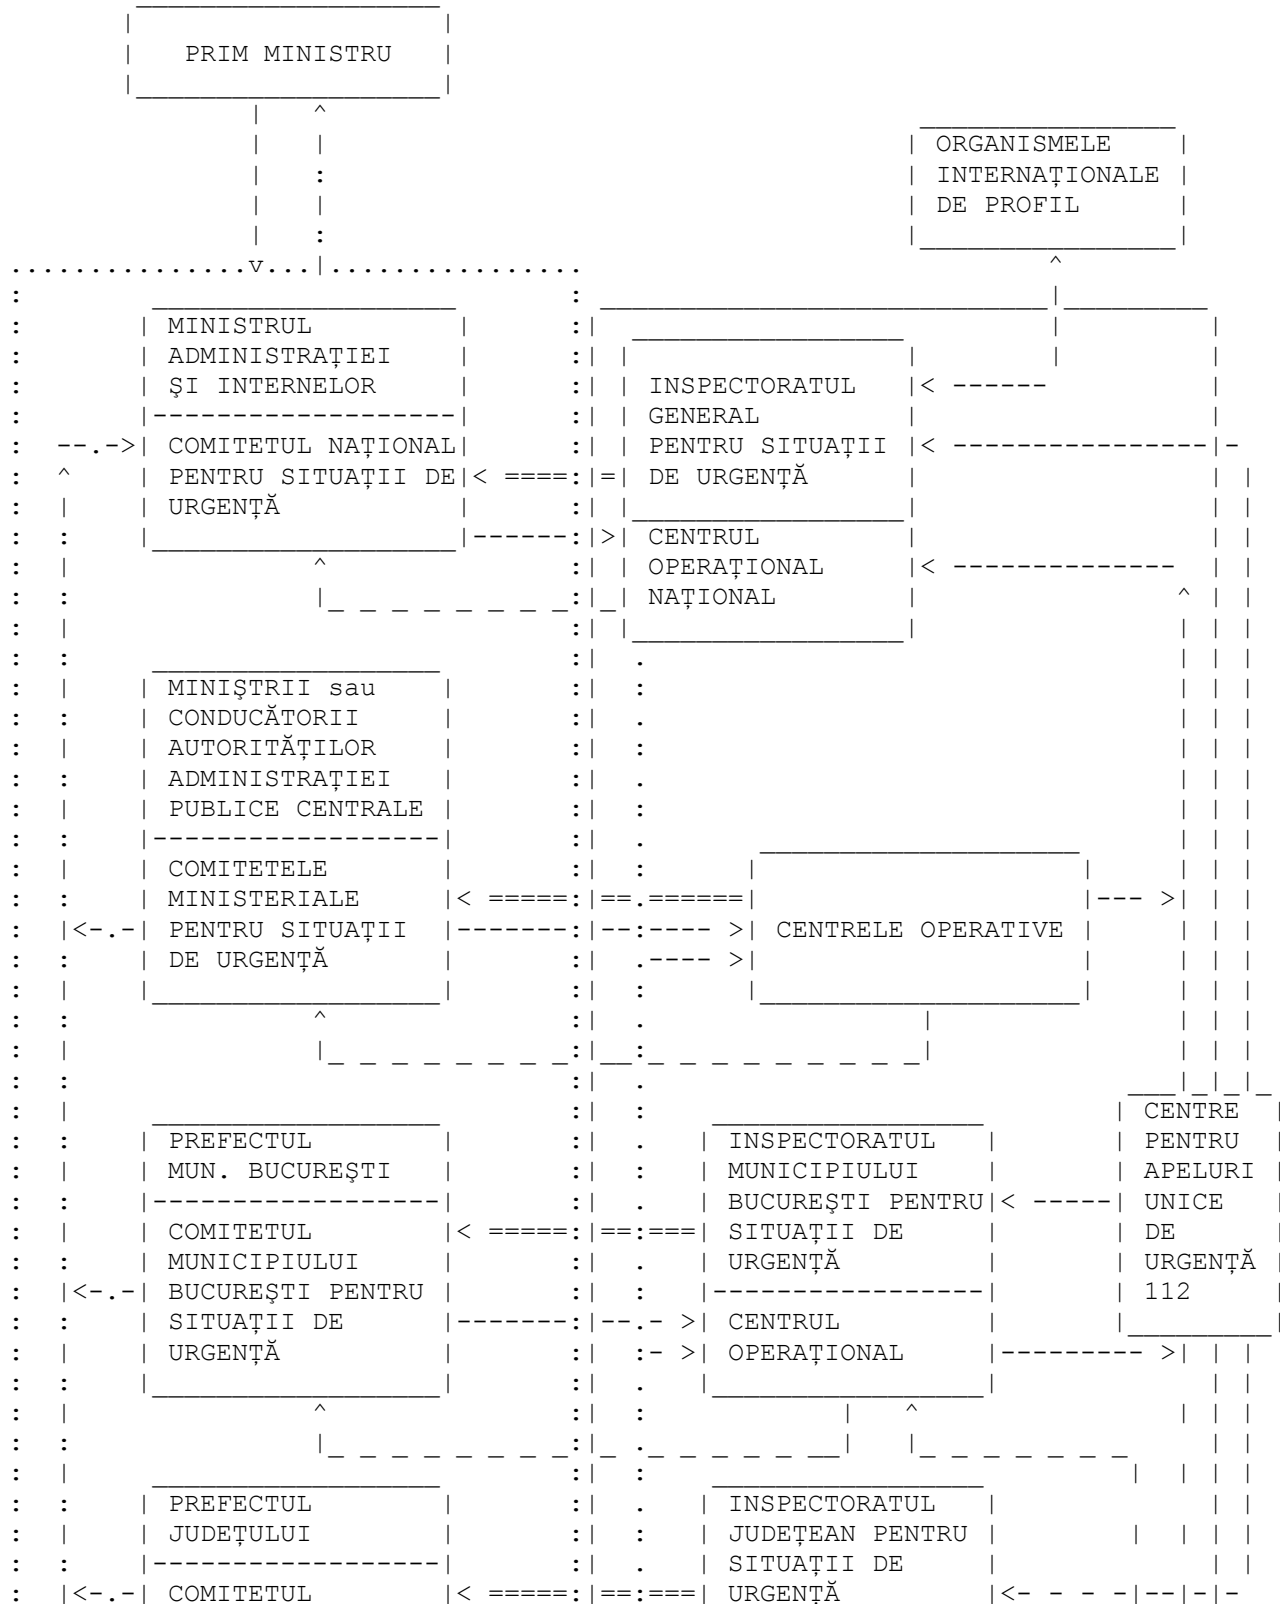 PRIM MINISTRU
ORGANISMELE
INTERNAȚIONALE
DE PROFIL
MINISTRUL
ADMINISTRAȚIEI
ŞI INTERNELOR
COMITETUL NAȚIONAL
PENTRU SITUAȚII DE
URGENȚĂ
INSPECTORATUL
GENERAL
PENTRU SITUAȚII
DE URGENȚĂ
CENTRUL
OPERAȚIONAL
NAȚIONAL
MINIŞTRII sau
CONDUCĂTORII
AUTORITĂȚILOR
ADMINISTRAȚIEI
PUBLICE CENTRALE
COMITETELE
MINISTERIALE
PENTRU SITUAȚII
DE URGENȚĂ
CENTRELE OPERATIVE
PREFECTUL
MUN. BUCUREŞTI
COMITETUL
MUNICIPIULUI
BUCUREŞTI PENTRU
SITUAȚII DE
URGENȚĂ
INSPECTORATUL
MUNICIPIULUI
BUCUREŞTI PENTRU
SITUAȚII DE
URGENȚĂ
CENTRUL
OPERAȚIONAL
CENTRE
PENTRU
APELURI
UNICE
DE
URGENȚĂ
112
PREFECTUL
JUDEȚULUI
COMITETUL
INSPECTORATUL
JUDEȚEAN PENTRU
SITUAȚII DE
URGENȚĂ